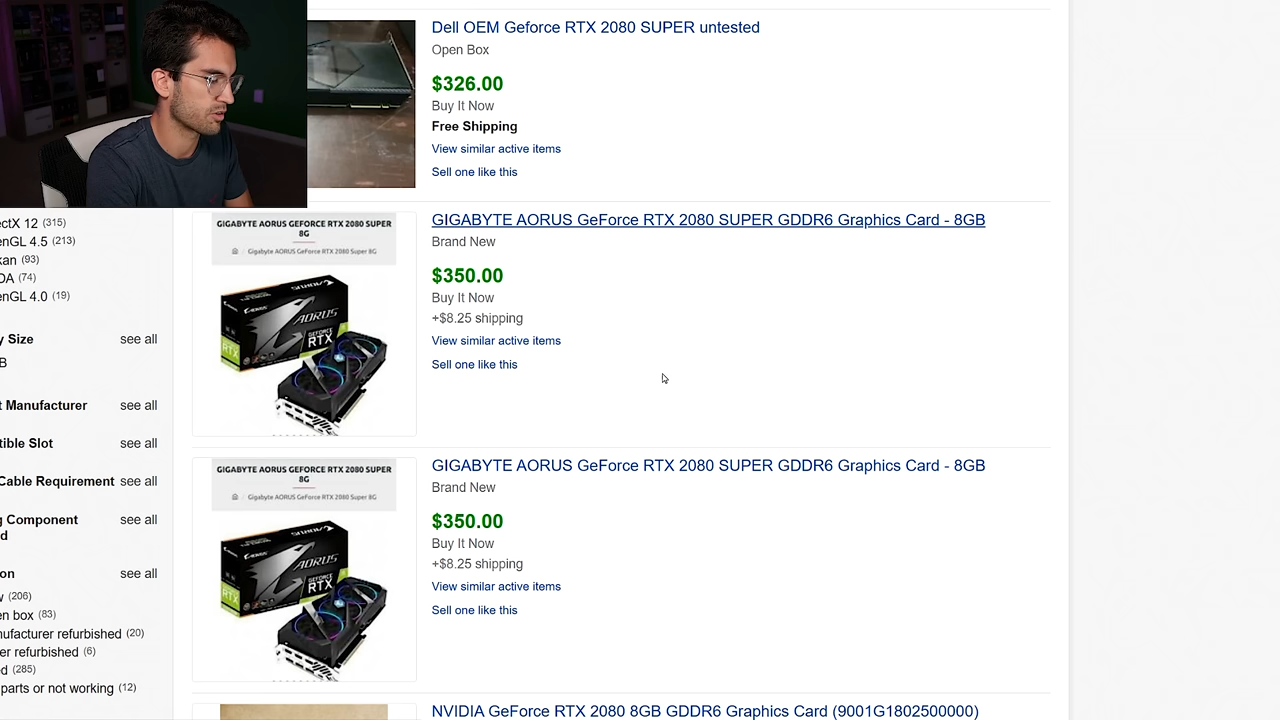 Dell OEM Geforce RTX 2080 SUPER untested
Open Box
$326.00
Buy It Now
Free Shipping
View similar active items
Sell one like this
ectX 12 (315)
enGL 4.5 (213)
kan (93)
DA (74)
enGL 4.0 (19)
y Size see all
B
t Manufacturer see all
tible Slot see all
Cable Requirement see all
g Component see all
d
on see all
w (206)
en box (83)
nufacturer refurbished (20)
er refurbished (6)
d (285)
parts or not working (12)
GIGABYTE AORUS GEFORCE RTX 2080 SUPER
8G
/ Gigabyte AORUS GeForce RTX 2080 Super 8G
AORUS
GEFORCE
RTX
RTX
GIGABYTE AORUS GeForce RTX 2080 SUPER GDDR6 Graphics Card - 8GB
Brand New
$350.00
Buy It Now
+$8.25 shipping
View similar active items
Sell one like this
GIGABYTE AORUS GEFORCE RTX 2080 SUPER
8G
/ Gigabyte AORUS GeForce RTX 2080 Super 8G
AORUS
GEFORCE
RTX
RTX
GIGABYTE AORUS GeForce RTX 2080 SUPER GDDR6 Graphics Card - 8GB
Brand New
$350.00
Buy It Now
+$8.25 shipping
View similar active items
Sell one like this
NVIDIA GeForce RTX 2080 8GB GDDR6 Graphics Card (9001G1802500000)